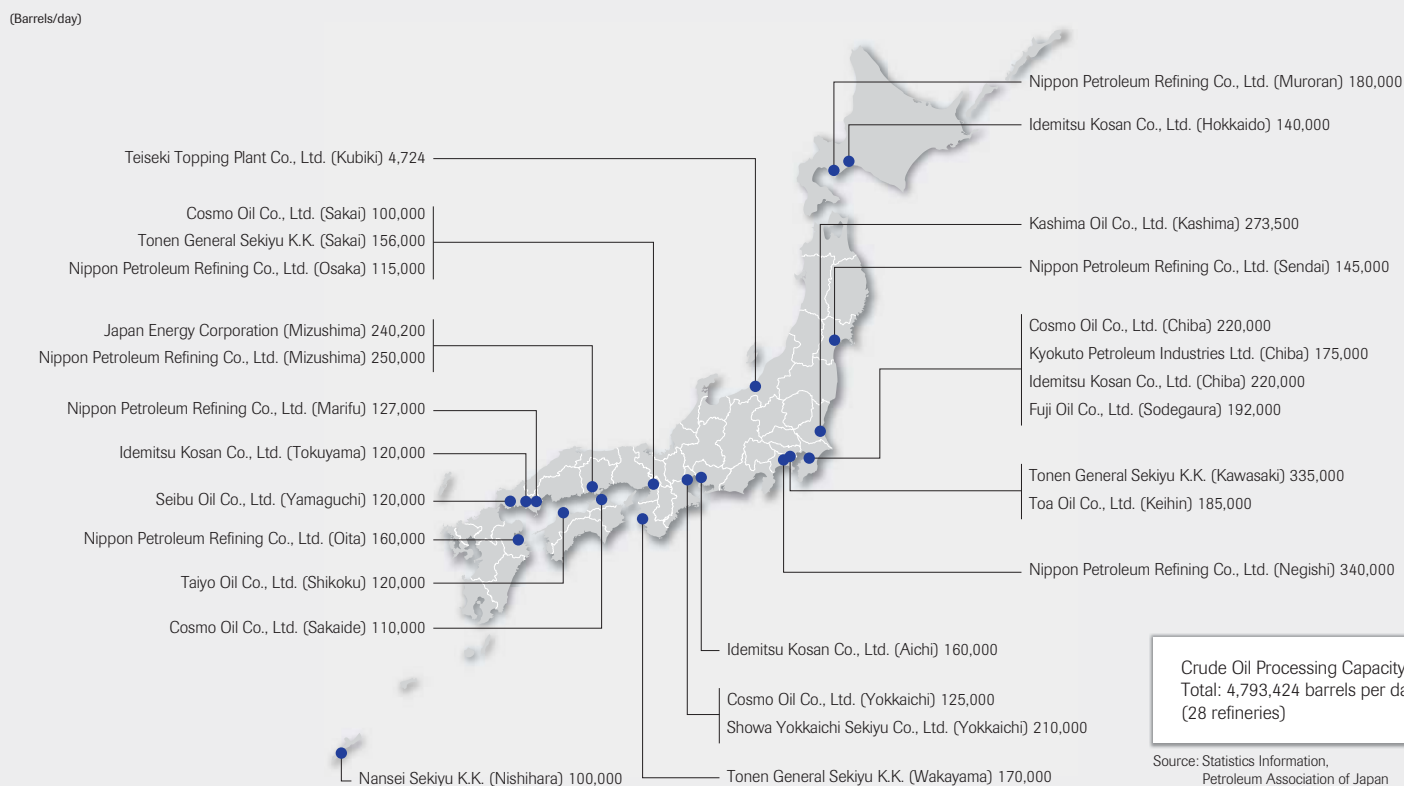 (Barrels/day)
Nippon Petroleum Refining Co., Ltd. (Muroran) 180,000
Idemitsu Kosan Co., Ltd. (Hokkaido) 140,000
Teiseki Topping Plant Co., Ltd. (Kubiki) 4,724
Cosmo Oil Co., Ltd. (Sakai) 100,000
Tonen General Sekiyu K.K. (Sakai) 156,000
Nippon Petroleum Refining Co., Ltd. (Osaka) 115,000
Japan Energy Corporation (Mizushima) 240,200
Nippon Petroleum Refining Co., Ltd. (Mizushima) 250,000
Nippon Petroleum Refining Co., Ltd. (Marifu) 127,000
Idemitsu Kosan Co., Ltd. (Tokuyama) 120,000
Seibu Oil Co., Ltd. (Yamaguchi) 120,000
Nippon Petroleum Refining Co., Ltd. (Oita) 160,000
Taiyo Oil Co., Ltd. (Shikoku) 120,000
Cosmo Oil Co., Ltd. (Sakaide) 110,000
Kashima Oil Co., Ltd. (Kashima) 273,500
Nippon Petroleum Refining Co., Ltd. (Sendai) 145,000
Cosmo Oil Co., Ltd. (Chiba) 220,000
Kyokuto Petroleum Industries Ltd. (Chiba) 175,000
Idemitsu Kosan Co., Ltd. (Chiba) 220,000
Fuji Oil Co., Ltd. (Sodegaura) 192,000
Tonen General Sekiyu K.K. (Kawasaki) 335,000
Toa Oil Co., Ltd. (Keihin) 185,000
Nippon Petroleum Refining Co., Ltd. (Negishi) 340,000
Idemitsu Kosan Co., Ltd. (Aichi) 160,000
Cosmo Oil Co., Ltd. (Yokkaichi) 125,000
Showa Yokkaichi Sekiyu Co., Ltd. (Yokkaichi) 210,000
Nansei Sekiyu K.K. (Nishihara) 100,000
Tonen General Sekiyu K.K. (Wakayama) 170,000
Crude Oil Processing Capacity
Total: 4,793,424 barrels per da
(28 refineries)
Source: Statistics Information,
Petroleum Association of Japan